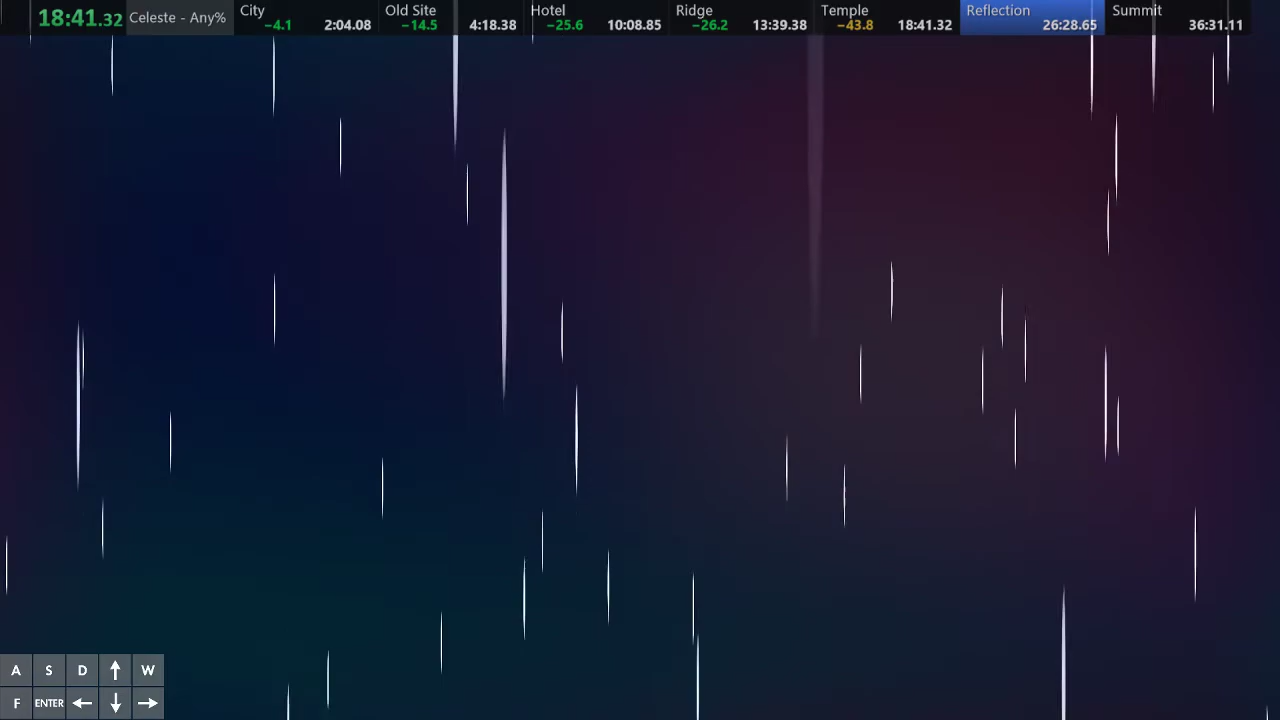 18:41.32
Celeste - Any%
City
−4.1 2:04.08
Old Site
−14.5 4:18.38
Hotel
−25.6 10:08.85
Ridge
−26.2 13:39.38
Temple
−43.8 18:41.32
Reflection
26:28.65
Summit
36:31.11
A S D ↑ W
F ENTER ← ↓ →